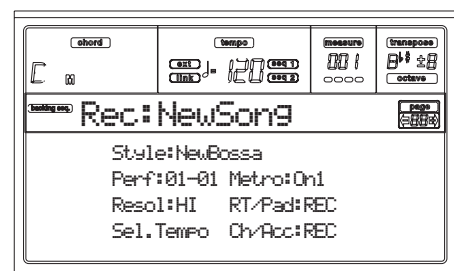 chord tempo measure transpose
C M ext ♩= 120 seq 1 001 ±8
link seq 2 octave
backing seq. Rec:NewSong page
Style:NewBossa
Perf:01-01 Metro:On1
Resol:HI RT/Pad:REC
Sel.Tempo Ch/Acc:REC